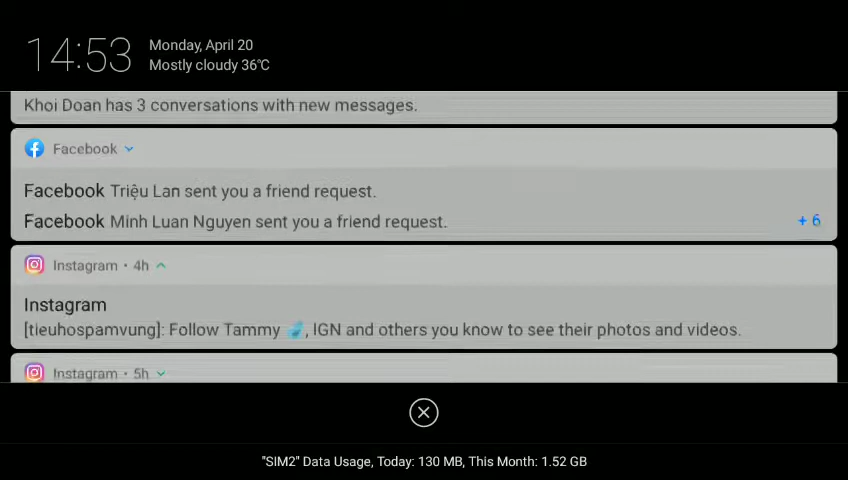 14:53
Monday, April 20
Mostly cloudy 36℃
Khoi Doan has 3 conversations with new messages.
Facebook
Facebook Triệu Lan sent you a friend request.
Facebook Minh Luan Nguyen sent you a friend request.
+ 6
Instagram • 4h
Instagram
[tieuhospamvung]: Follow Tammy 🧞‍♂️, IGN and others you know to see their photos and videos.
Instagram • 5h
"SIM2" Data Usage, Today: 130 MB, This Month: 1.52 GB